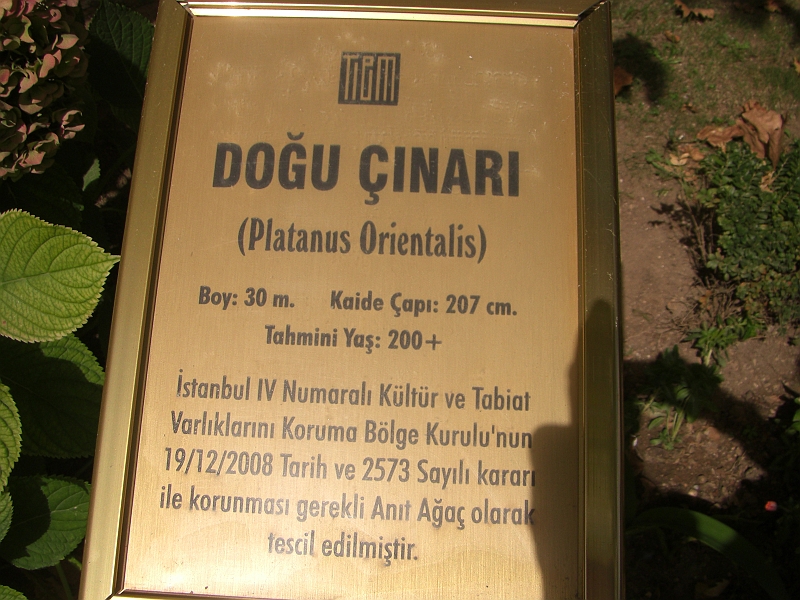 TİEM
DOĞU ÇINARI
(Platanus Orientalis)
Boy: 30 m. Kaide Çapı: 207 cm.
Tahmini Yaş: 200+
İstanbul IV Numaralı Kültür ve Tabiat
Varlıklarını Koruma Bölge Kurulu'nun
19/12/2008 Tarih ve 2573 Sayılı kararı
ile korunması gerekli Anıt Ağaç olarak
tescil edilmiştir.